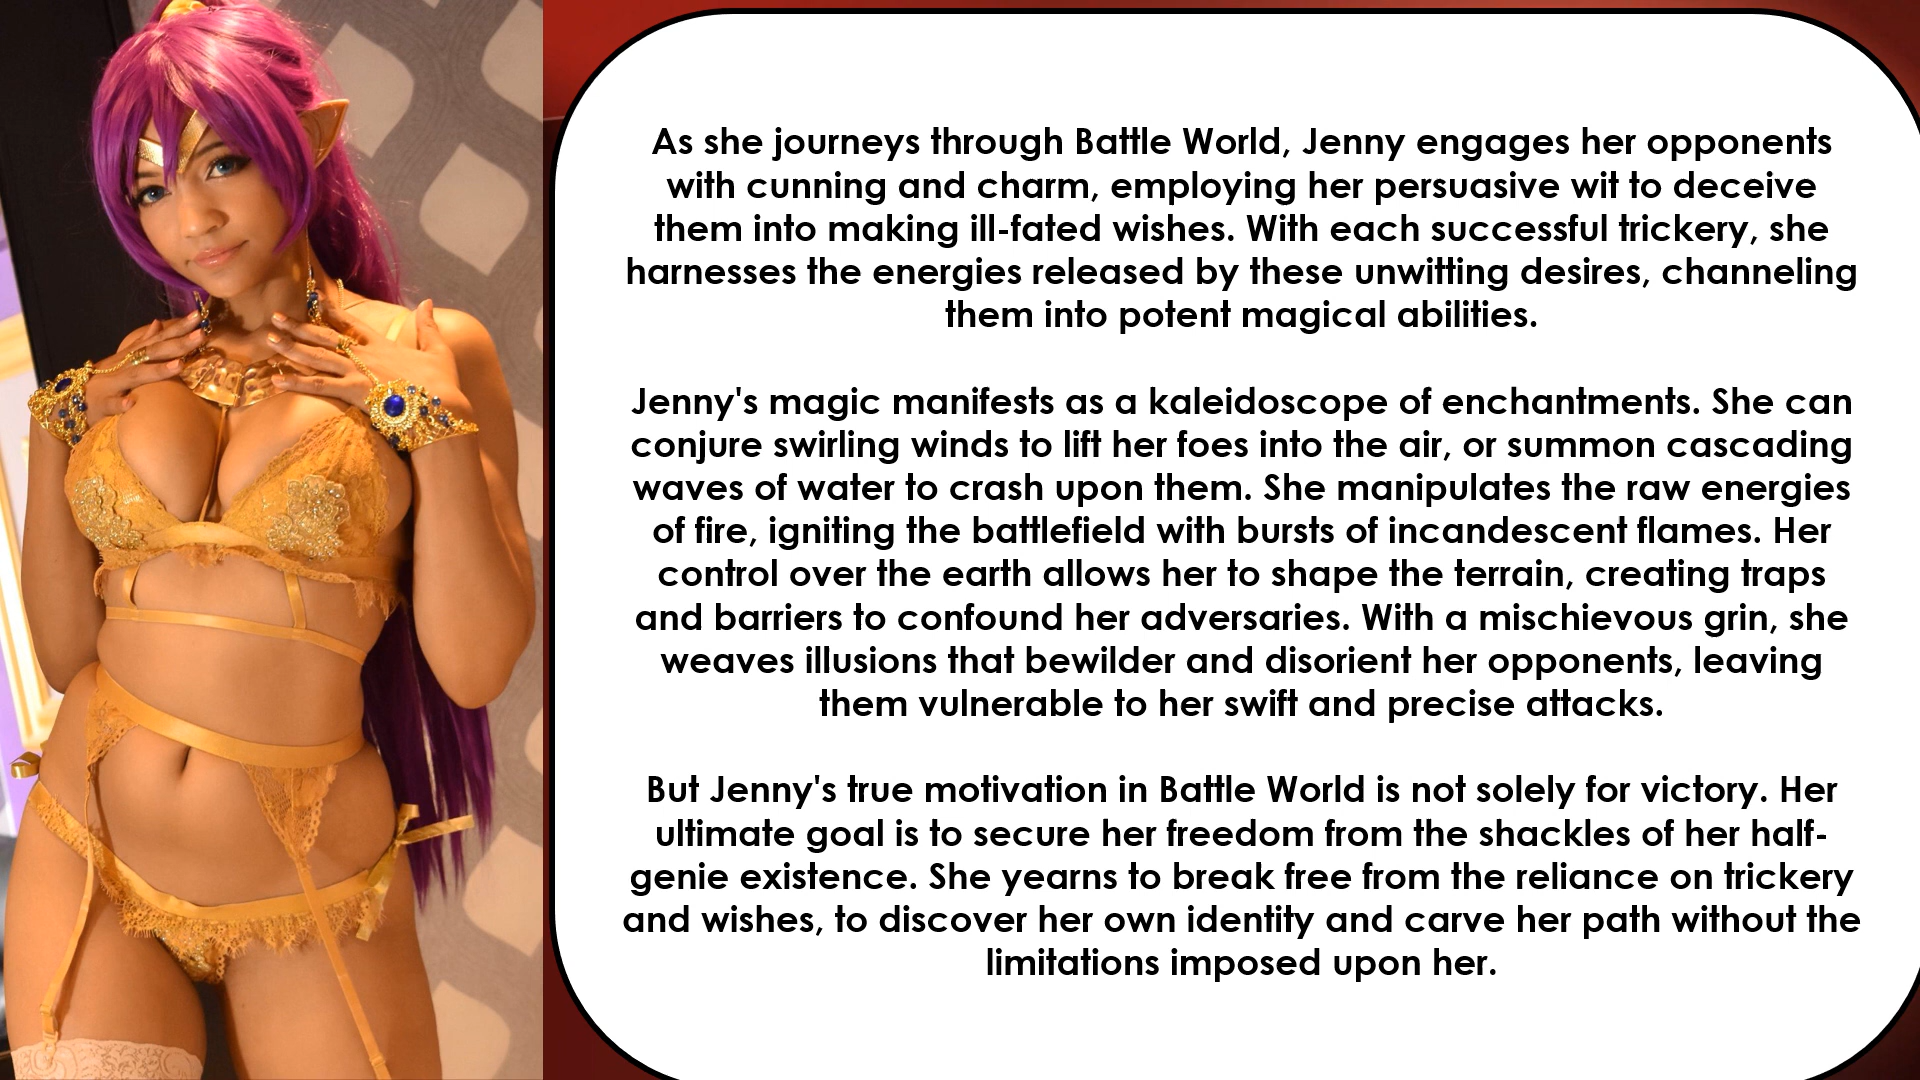 As she journeys through Battle World, Jenny engages her opponents
with cunning and charm, employing her persuasive wit to deceive
them into making ill-fated wishes. With each successful trickery, she
harnesses the energies released by these unwitting desires, channeling
them into potent magical abilities.
Jenny's magic manifests as a kaleidoscope of enchantments. She can
conjure swirling winds to lift her foes into the air, or summon cascading
waves of water to crash upon them. She manipulates the raw energies
of fire, igniting the battlefield with bursts of incandescent flames. Her
control over the earth allows her to shape the terrain, creating traps
and barriers to confound her adversaries. With a mischievous grin, she
weaves illusions that bewilder and disorient her opponents, leaving
them vulnerable to her swift and precise attacks.
But Jenny's true motivation in Battle World is not solely for victory. Her
ultimate goal is to secure her freedom from the shackles of her half-
genie existence. She yearns to break free from the reliance on trickery
and wishes, to discover her own identity and carve her path without the
limitations imposed upon her.